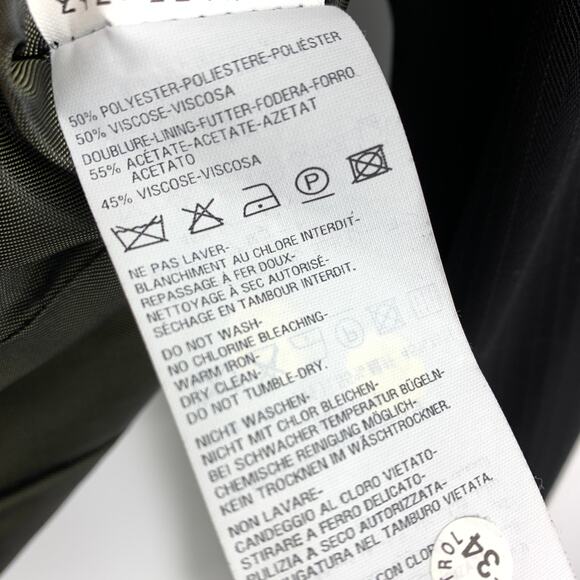 50% POLYESTER-POLIESTERE-POLIÉSTER
50% VISCOSE-VISCOSA
DOUBLURE-LINING-FUTTER-FODERA-FORRO
55% ACÉTATE-ACETATE-AZETAT
ACETATO
45% VISCOSE-VISCOSA
P
NE PAS LAVER-
BLANCHIMENT AU CHLORE INTERDIT-
REPASSAGE À FER DOUX-
NETTOYAGE À SEC AUTORISÉ-
SÉCHAGE EN TAMBOUR INTERDIT.
DO NOT WASH-
NO CHLORINE BLEACHING-
WARM IRON-
DRY CLEAN-
DO NOT TUMBLE-DRY.
NICHT WASCHEN-
NICHT MIT CHLOR BLEICHEN-
BEI SCHWACHER TEMPERATUR BÜGELN-
CHEMISCHE REINIGUNG MÖGLICH-
KEIN TROCKNEN IM WÄSCHTROCKNER.
NON LAVARE-
CANDEGGIO AL CLORO VIETATO-
STIRARE A FERRO DELICATO-
PULIZIA A SECO AUTORIZZATA-
NEL TAMBURO VIETATA.
CON
34